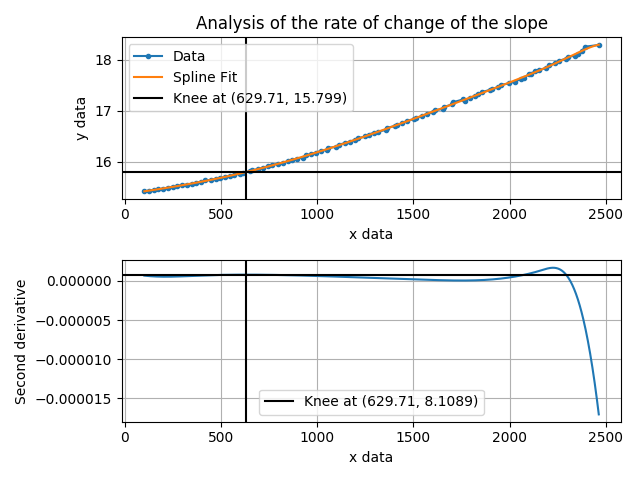 Analysis of the rate of change of the slope
18
17
16
y data
Data
Spline Fit
Knee at (629.71, 15.799)
0
500
1000
1500
2000
2500
x data
0.000000
−0.000005
−0.000010
−0.000015
Second derivative
Knee at (629.71, 8.1089)
0
500
1000
1500
2000
2500
x data